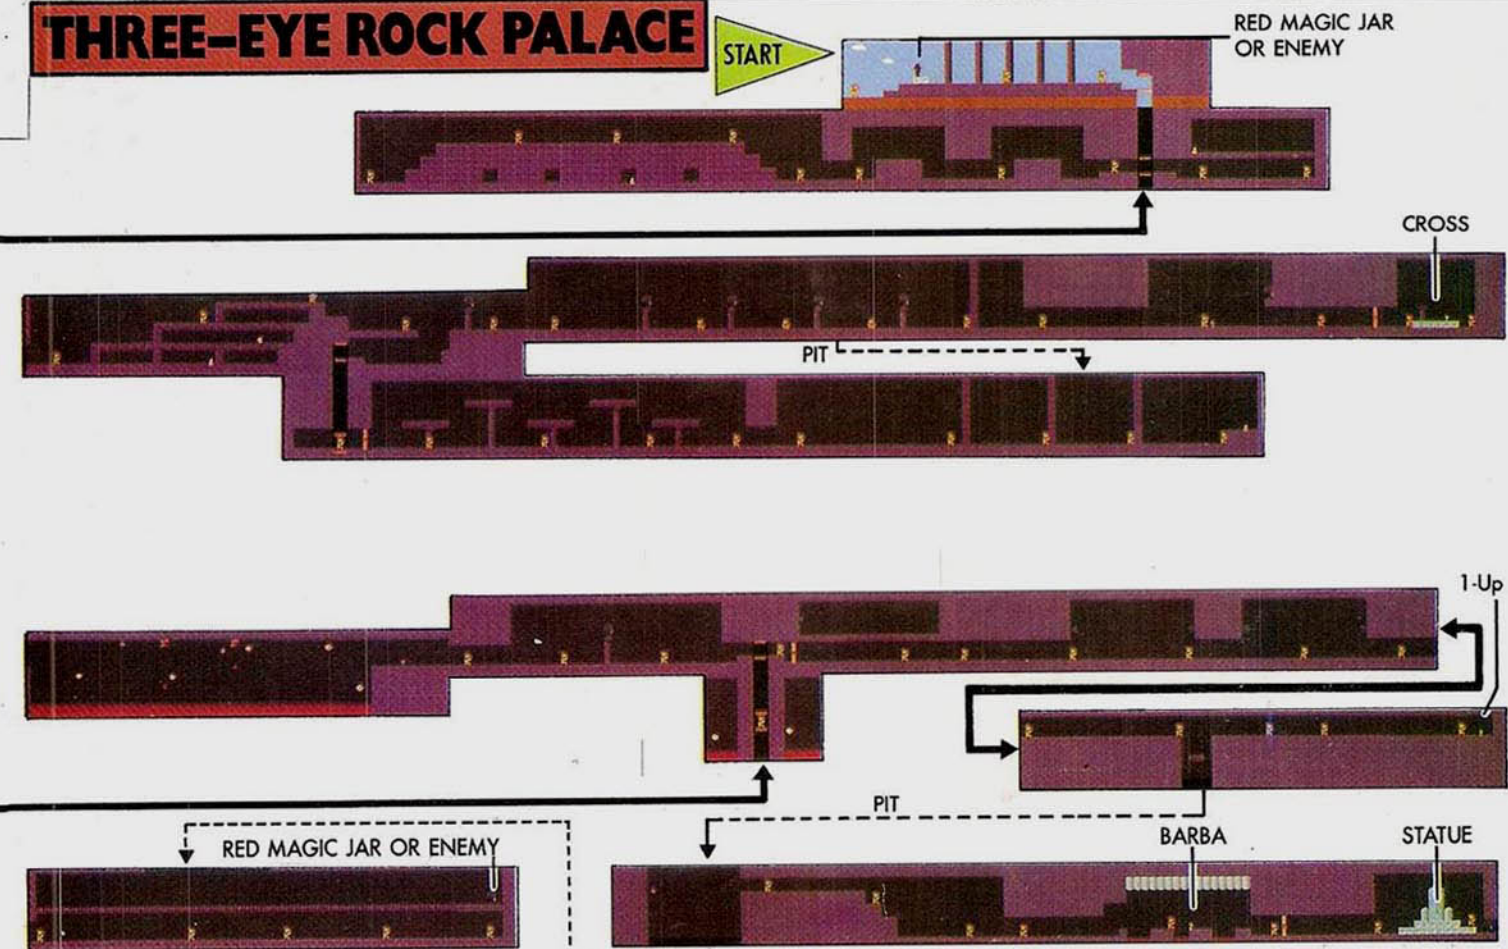 THREE-EYE ROCK PALACE
START
RED MAGIC JAR
OR ENEMY
CROSS
PIT
1-Up
PIT
RED MAGIC JAR OR ENEMY
BARBA
STATUE